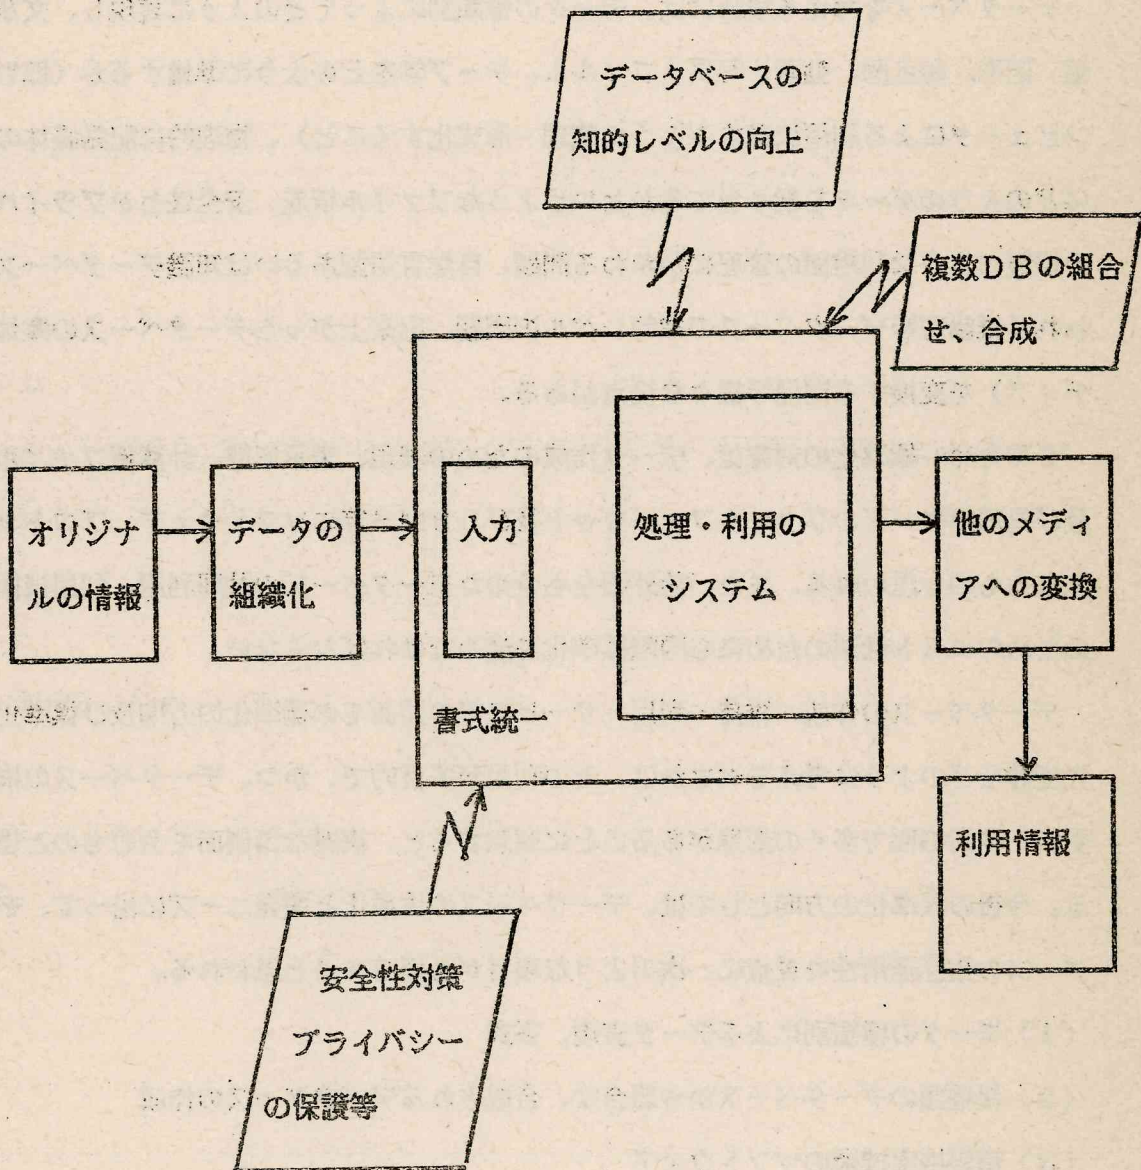 データベースの
知的レベルの向上
複数DBの組合
せ、合成
オリジナ
ルの情報
データの
組織化
入力
処理・利用の
システム
書式統一
他のメディ
アへの変換
利用情報
安全性対策
プライバシー
の保護等